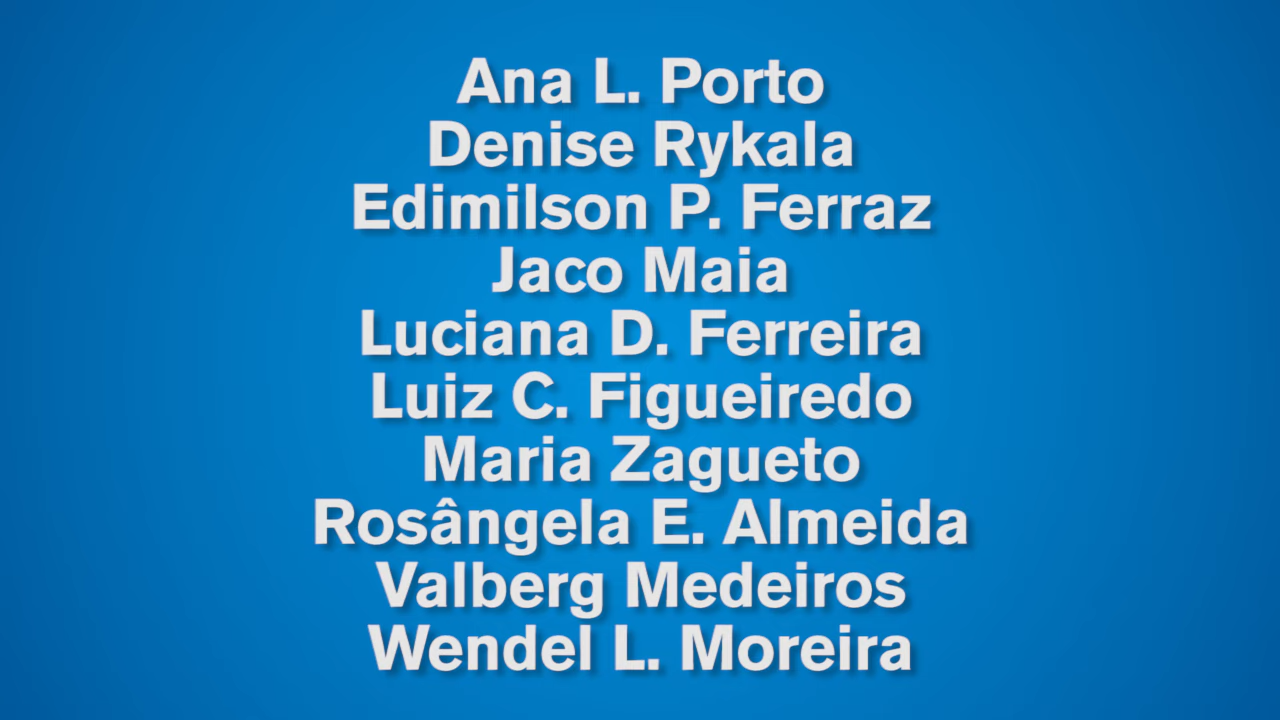 Ana L. Porto
Denise Rykala
Edimilson P. Ferraz
Jaco Maia
Luciana D. Ferreira
Luiz C. Figueiredo
Maria Zagueto
Rosângela E. Almeida
Valberg Medeiros
Wendel L. Moreira